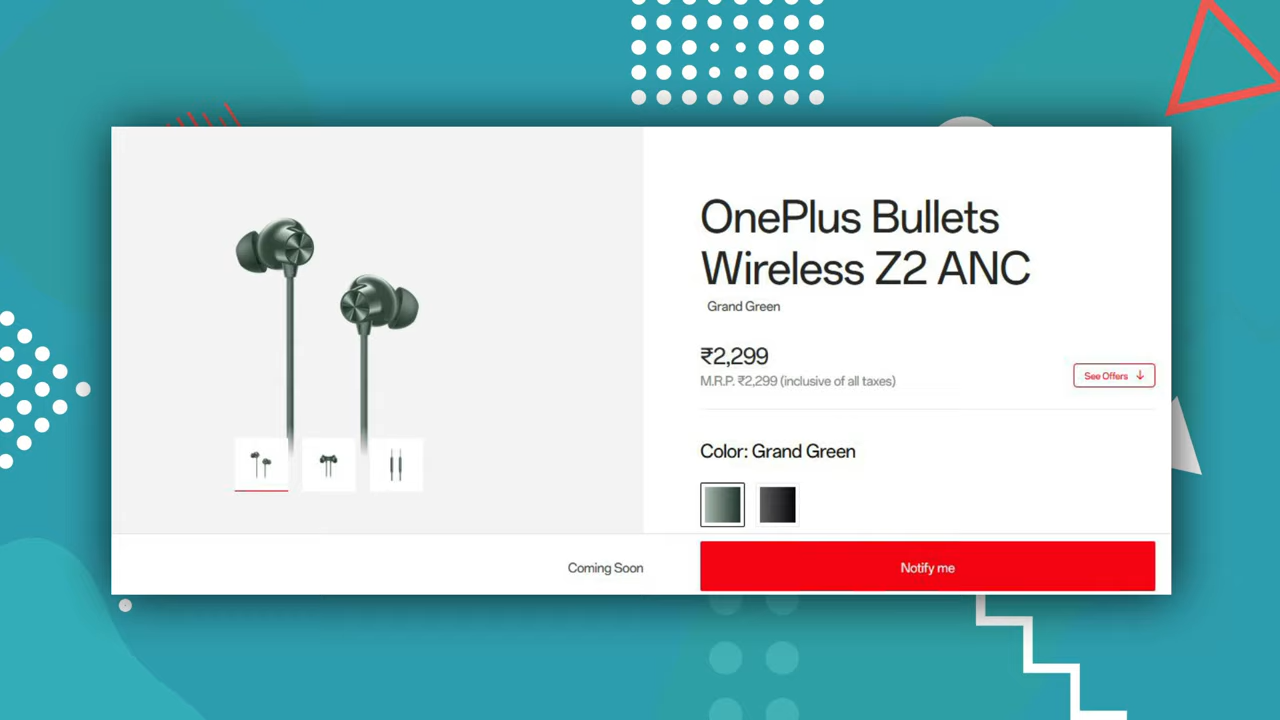 OnePlus Bullets
Wireless Z2 ANC
Grand Green
₹2,299
M.R.P. ₹2,299 (inclusive of all taxes)
See Offers ↓
Color: Grand Green
Coming Soon
Notify me